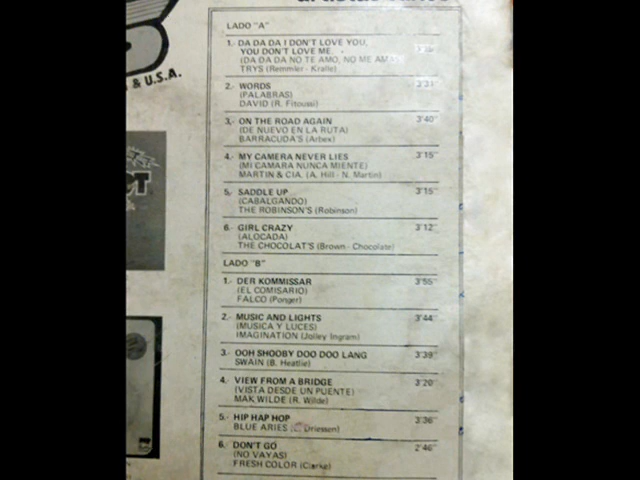 & U.S.A.
LADO "A"
1.- DA DA DA I DON'T LOVE YOU,
YOU DON'T LOVE ME.
(DA DA DA NO TE AMO, NO ME AMAS
TRYS (Remmler - Kralle)
2.- WORDS 3'31"
(PALABRAS)
DAVID (R. Fitoussi)
3.- ON THE ROAD AGAIN 3'40"
(DE NUEVO EN LA RUTA)
BARRACUDA'S (Arbex)
4.- MY CAMERA NEVER LIES 3'15"
(MI CAMARA NUNCA MIENTE)
MARTIN & CIA. (A. Hill - N. Martin)
5.- SADDLE UP 3'15"
(CABALGANDO)
THE ROBINSON'S (Robinson)
6.- GIRL CRAZY 3'12"
(ALOCADA)
THE CHOCOLAT'S (Brown - Chocolate)
LADO "B"
1.- DER KOMMISSAR 3'55"
(EL COMISARIO)
FALCO (Ponger)
2.- MUSIC AND LIGHTS 3'44"
(MUSICA Y LUCES)
IMAGINATION (Jolley Ingram)
3.- OOH SHOOBY DOO DOO LANG 3'39"
SWAIN (B. Heatlie)
4.- VIEW FROM A BRIDGE 3'20"
(VISTA DESDE UN PUENTE)
MAK WILDE (R. Wilde)
5.- HIP HAP HOP 3'36"
BLUE ARIES (C. Driessen)
6.- DON'T GO 2'46"
(NO VAYAS)
FRESH COLOR (Clarke)